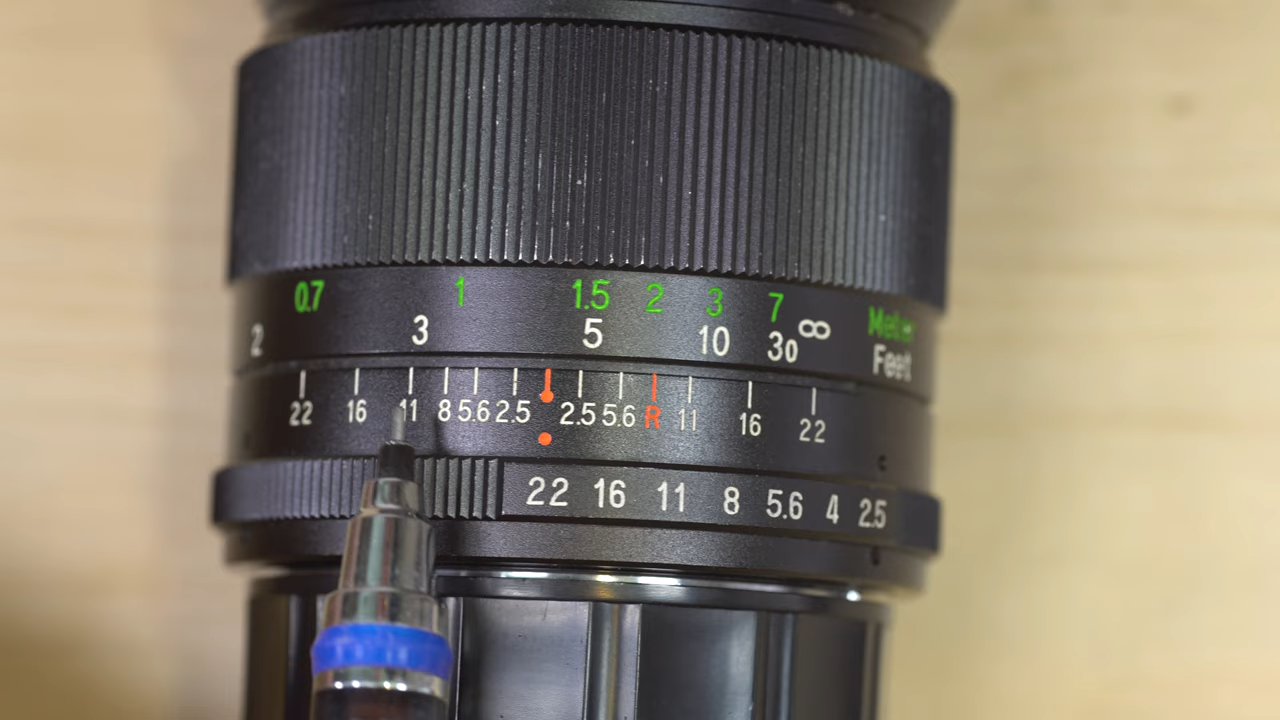 0.7 1 1.5 2 3 7 Meter
2 3 5 10 30 ∞ Feet
22 16 11 8 5.6 2.5 2.5 5.6 R 11 16 22
22 16 11 8 5.6 4 2.5